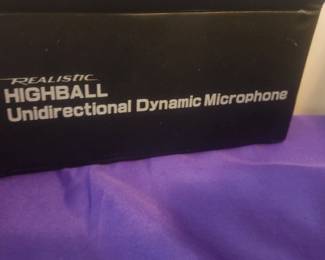 REALISTIC
HIGHBALL
Unidirectional Dynamic Microphone